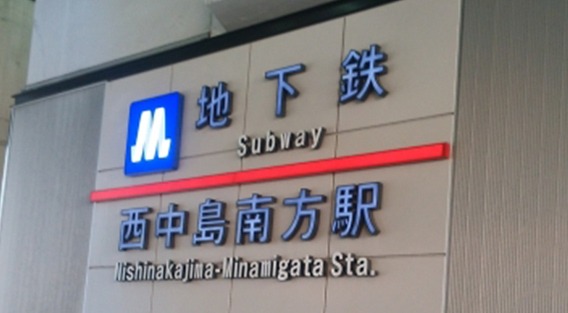 地下鉄
Subway
西中島南方駅
Nishinakajima-Minamigata Sta.